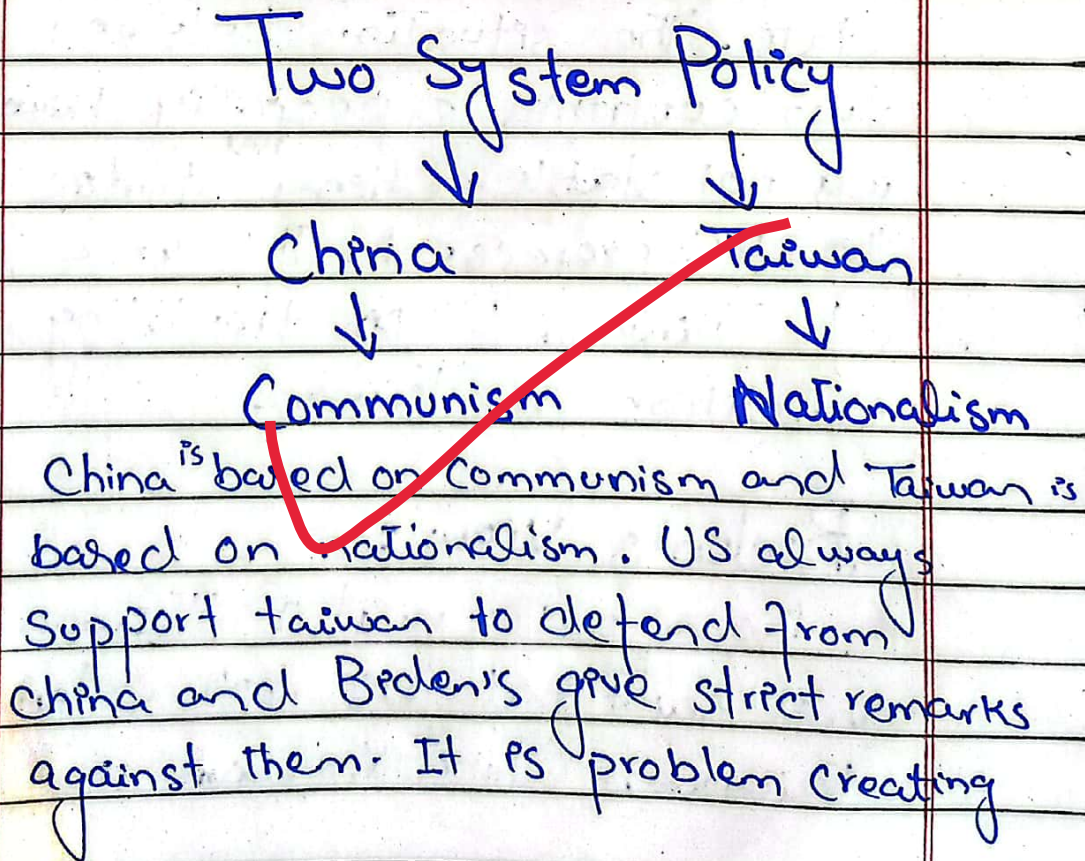 Two System Policy
China Taiwan
Communism Nationalism
China is based on Communism and Taiwan is
based on nationalism. US always
support taiwan to defend from
china and Beden's give strict remarks
against them. It is problem creating